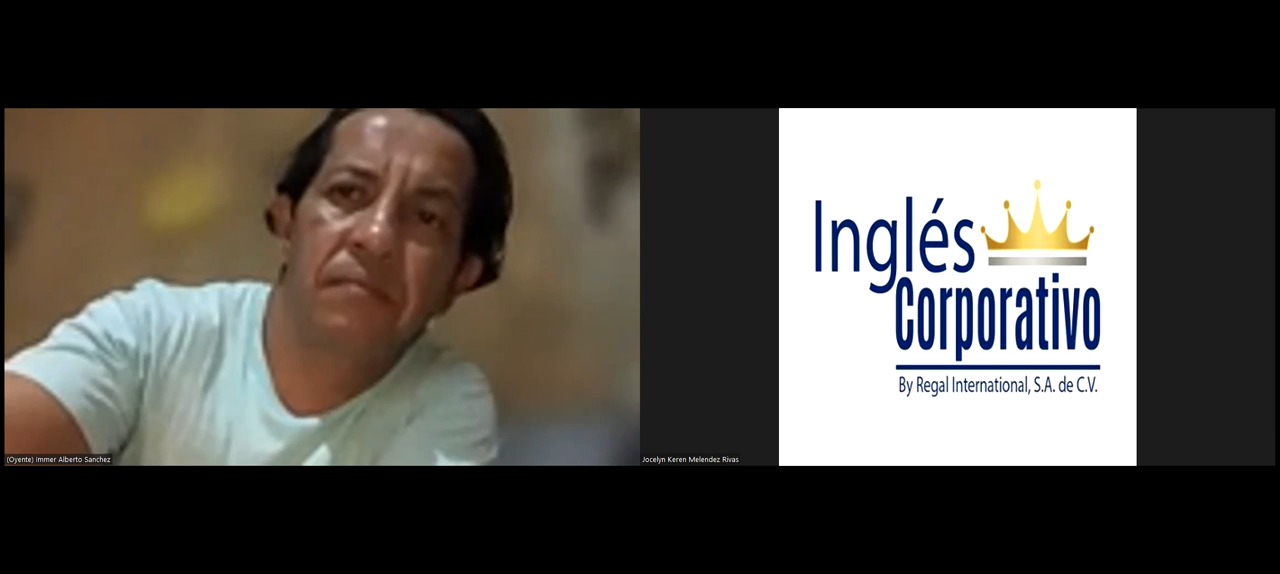 Inglés
Corporativo
By Regal International, S.A. de C.V.
(Oyente) Immer Alberto Sanchez
Jocelyn Keren Melendez Rivas